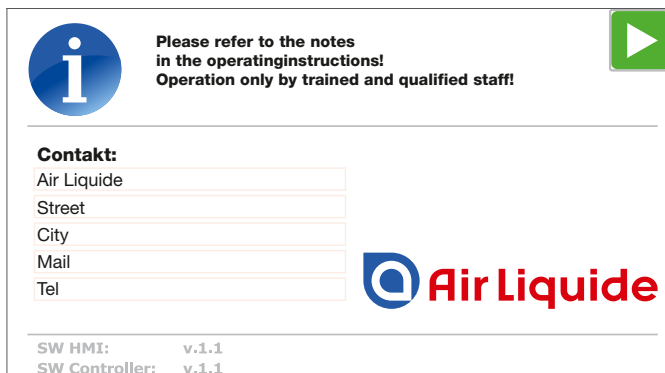 Please refer to the notes
in the operatinginstructions!
Operation only by trained and qualified staff!
Contakt:
Air Liquide
Street
City
Mail
Tel
Air Liquide
SW HMI: v.1.1
SW Controller: v.1.1